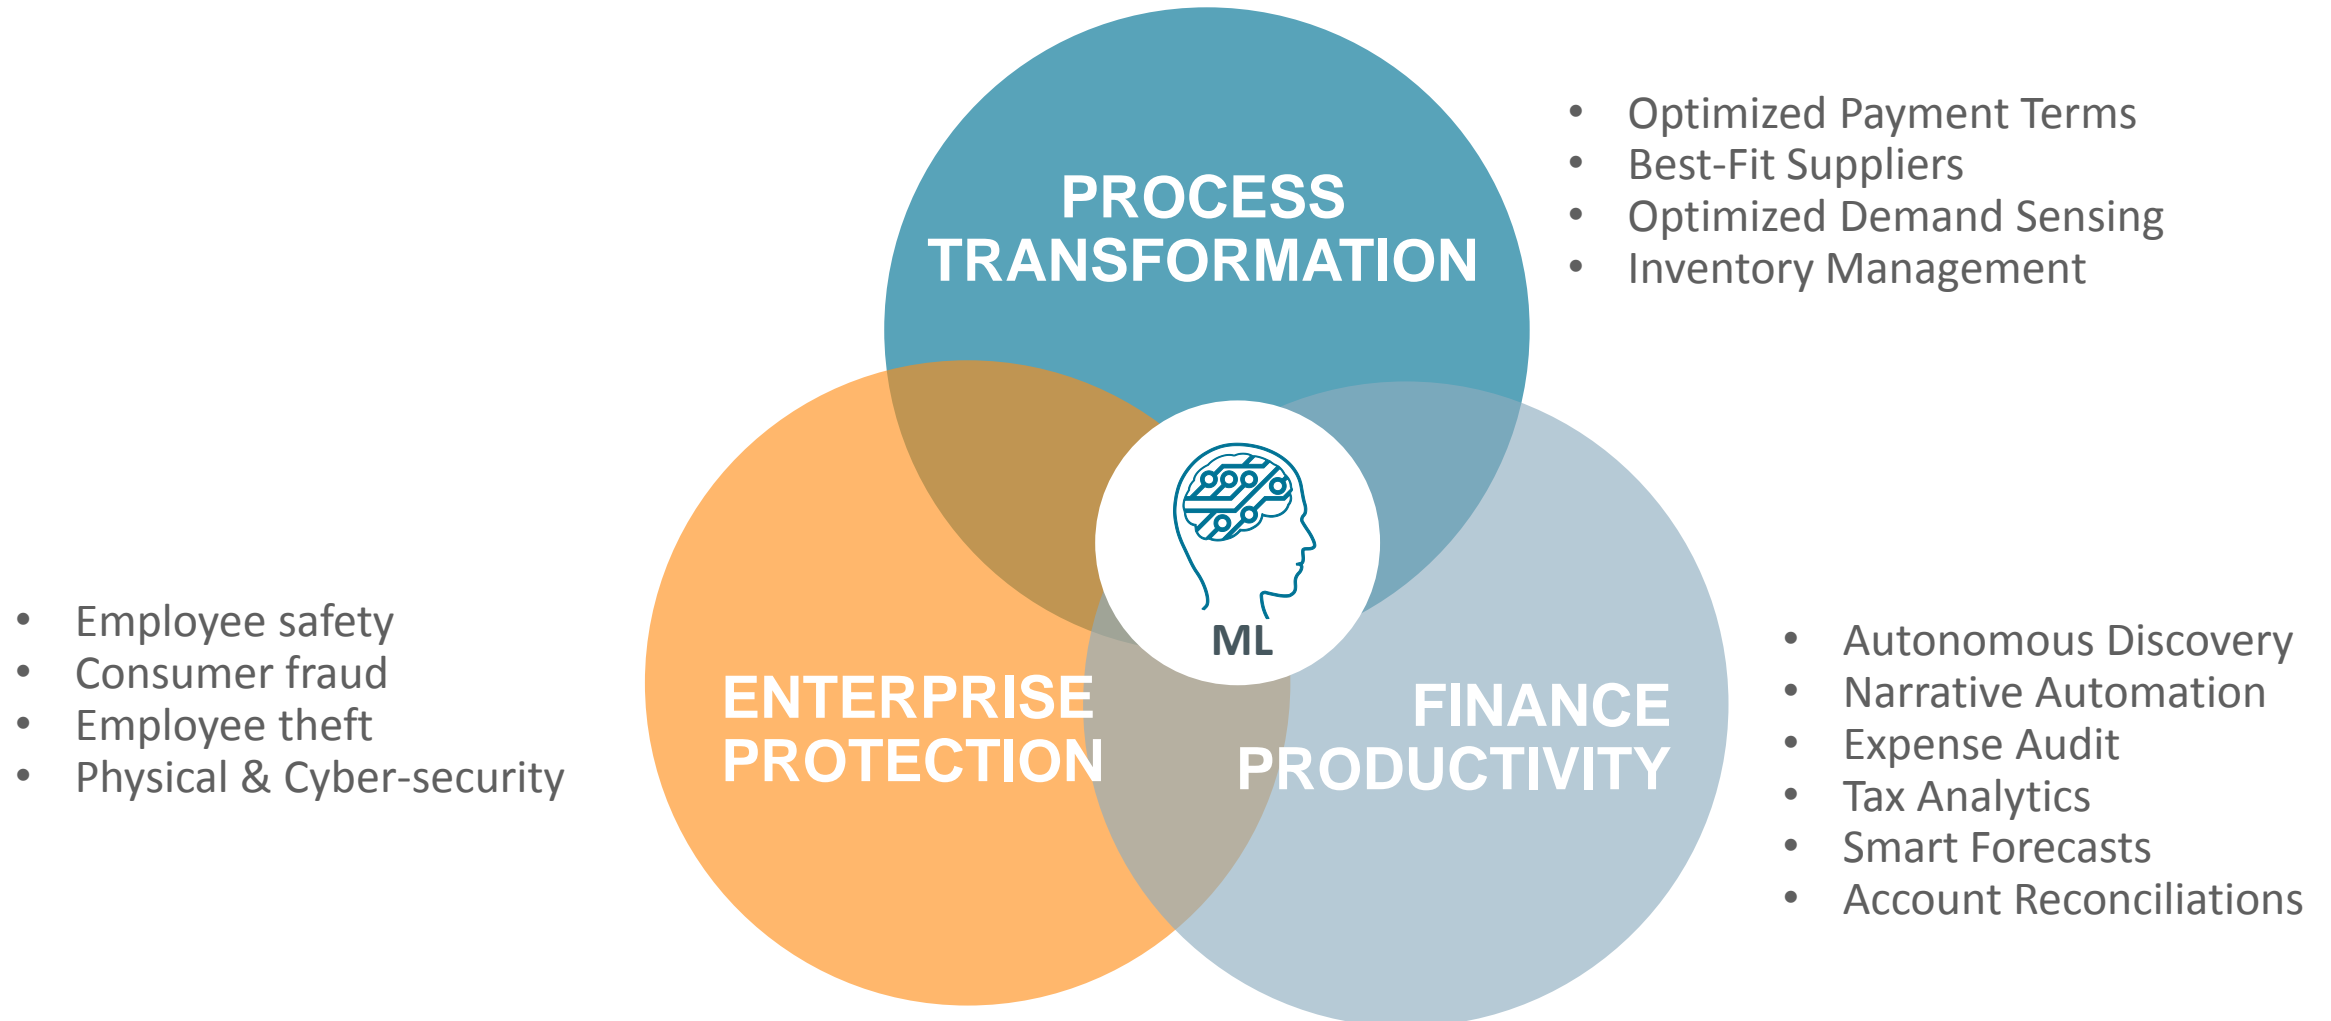 PROCESS
TRANSFORMATION
• Optimized Payment Terms
• Best-Fit Suppliers
• Optimized Demand Sensing
• Inventory Management
ML
ENTERPRISE
PROTECTION
• Employee safety
• Consumer fraud
• Employee theft
• Physical & Cyber-security
FINANCE
PRODUCTIVITY
• Autonomous Discovery
• Narrative Automation
• Expense Audit
• Tax Analytics
• Smart Forecasts
• Account Reconciliations